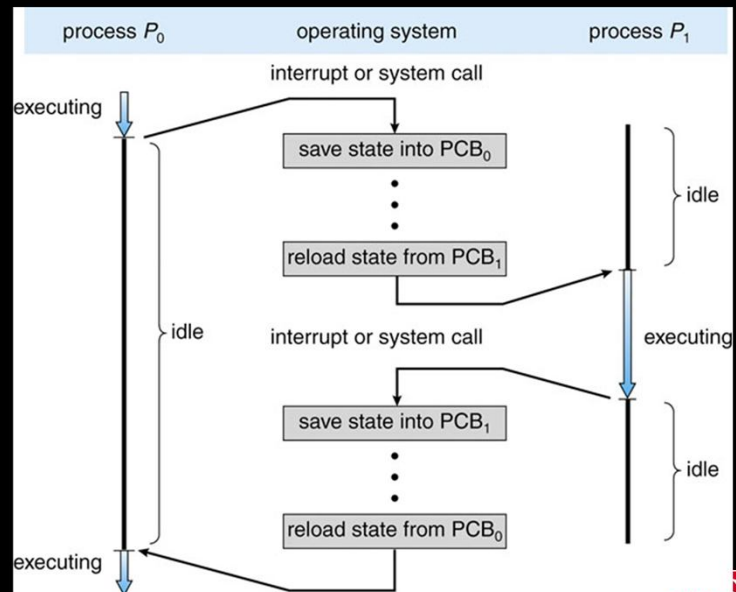 process P₀ operating system process P₁
interrupt or system call
executing
save state into PCB₀
idle
reload state from PCB₁
idle
interrupt or system call
executing
save state into PCB₁
idle
reload state from PCB₀
executing